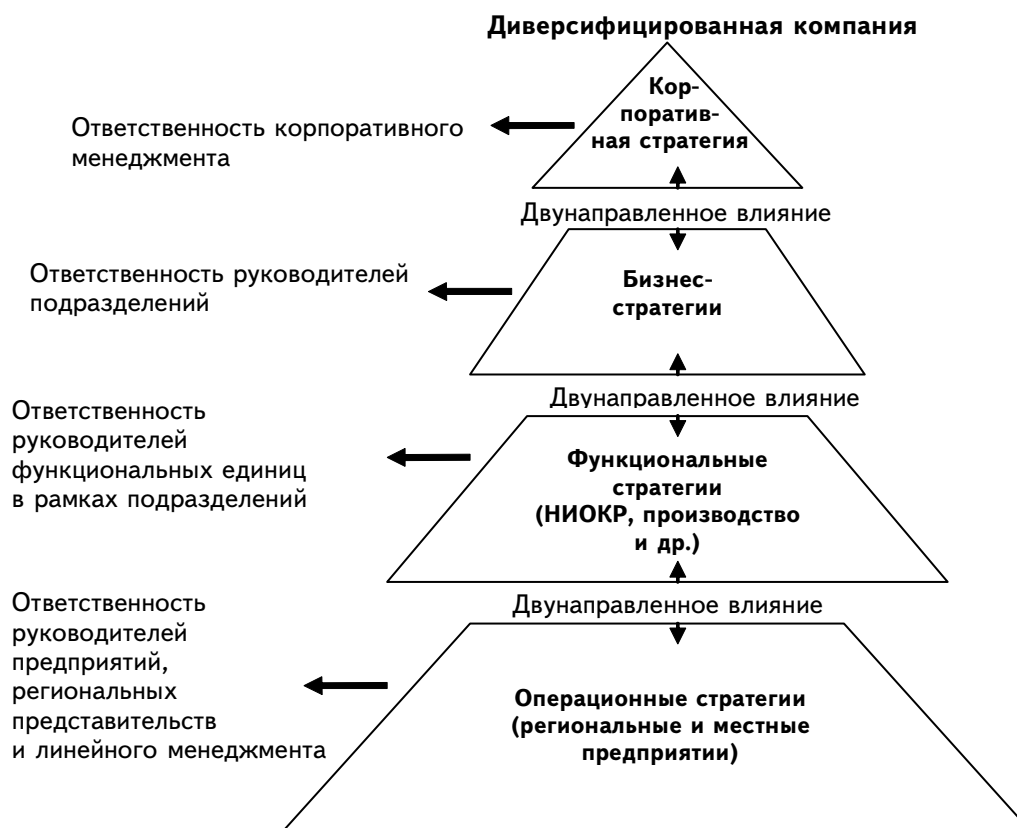 Диверсифицированная компания
Кор-
поратив-
ная стратегия
Ответственность корпоративного
менеджмента
Двунаправленное влияние
Ответственность руководителей
подразделений
Бизнес-
стратегии
Двунаправленное влияние
Ответственность
руководителей
функциональных единиц
в рамках подразделений
Функциональные
стратегии
(НИОКР, производство
и др.)
Двунаправленное влияние
Ответственность
руководителей
предприятий,
региональных
представительств
и линейного менеджмента
Операционные стратегии
(региональные и местные
предприятии)